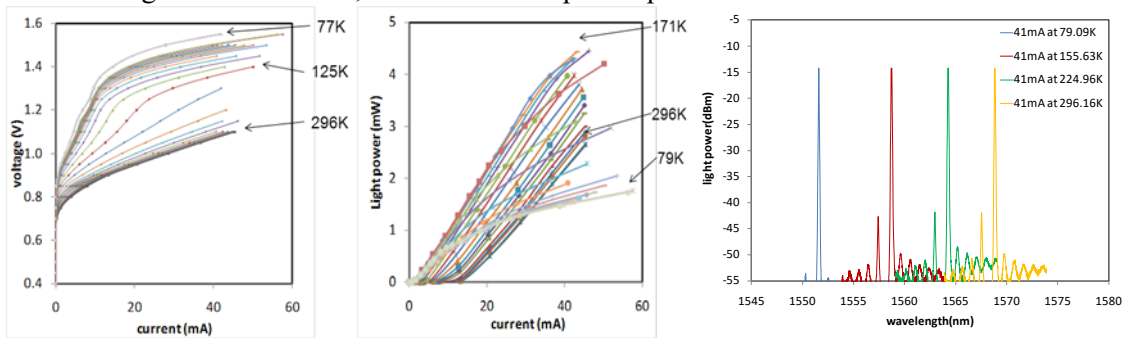 1.6
1.4
1.2
1.0
0.8
0.6
0.4
voltage (V)
0
20
40
60
current (mA)
77K
125K
296K
5
4
3
2
1
0
Light power (mW)
0
20
40
60
current (mA)
171K
296K
79K
-5
-10
-15
-20
-25
-30
-35
-40
-45
-50
-55
light power(dBm)
1545
1550
1555
1560
1565
1570
1575
1580
wavelength(nm)
41mA at 79.09K
41mA at 155.63K
41mA at 224.96K
41mA at 296.16K